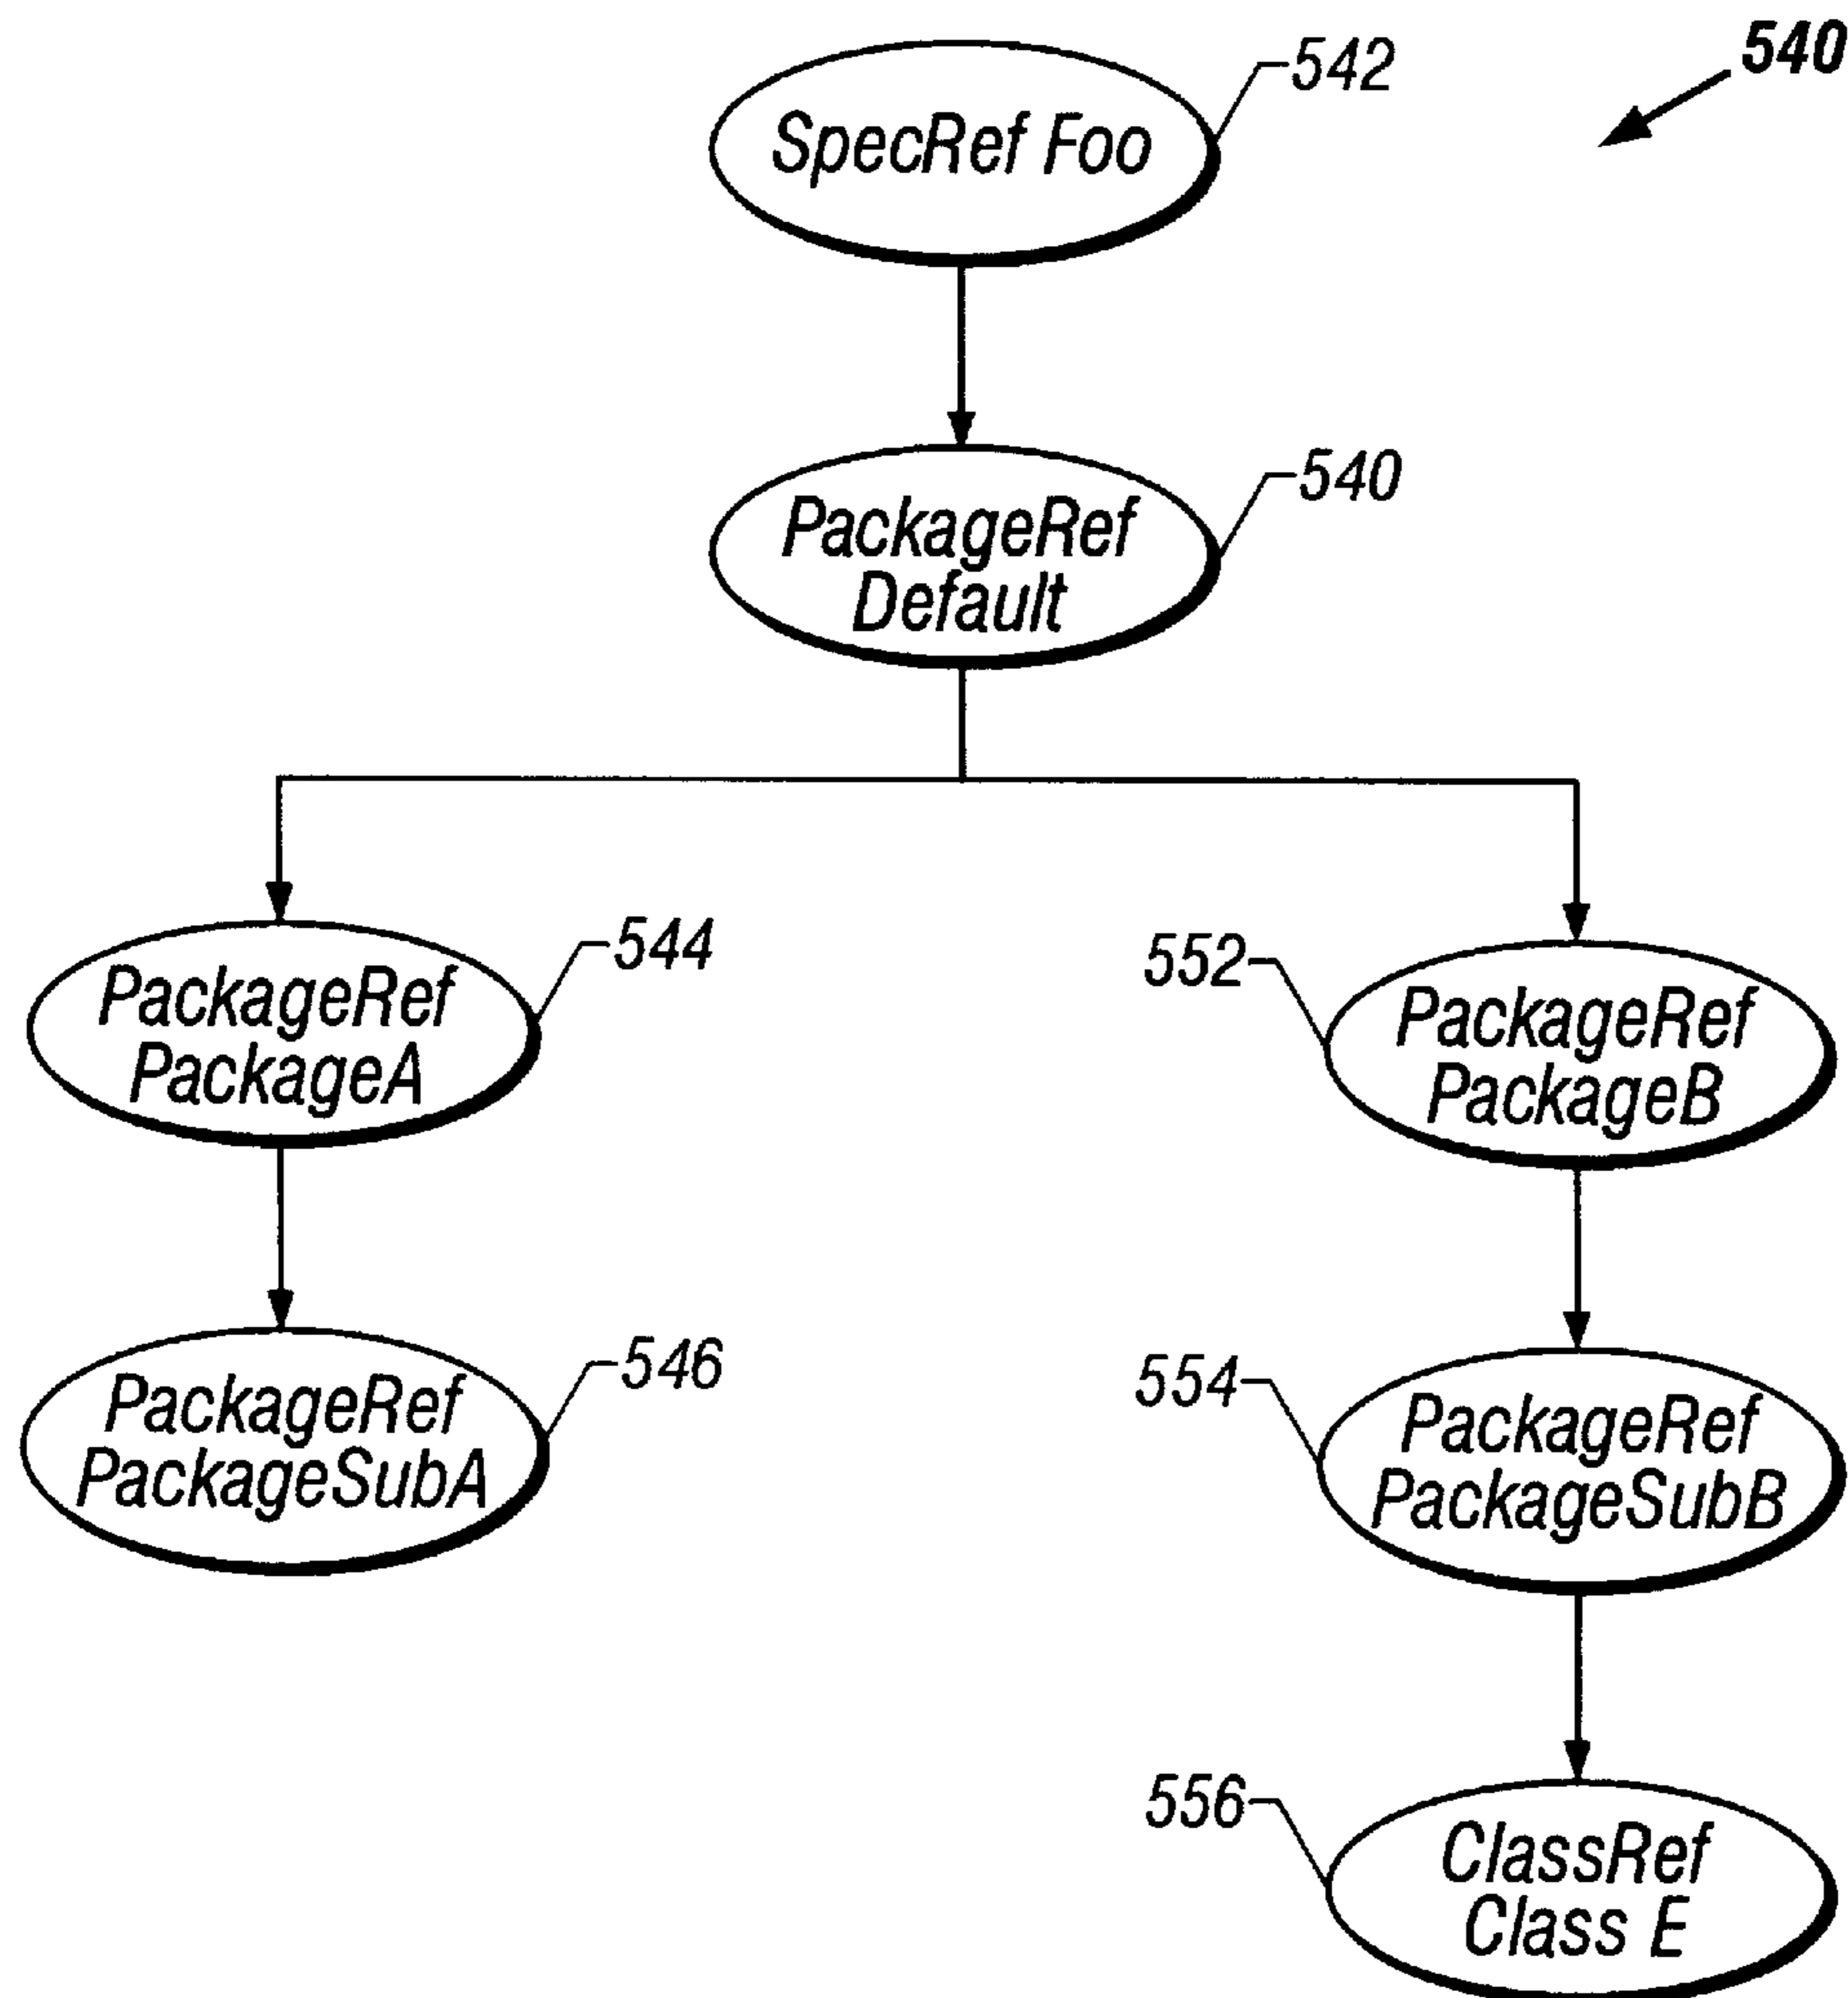 540
542
SpecRef Foo
540
PackageRef
Default
544
PackageRef
PackageA
552
PackageRef
PackageB
546
PackageRef
PackageSubA
554
PackageRef
PackageSubB
556
ClassRef
Class E